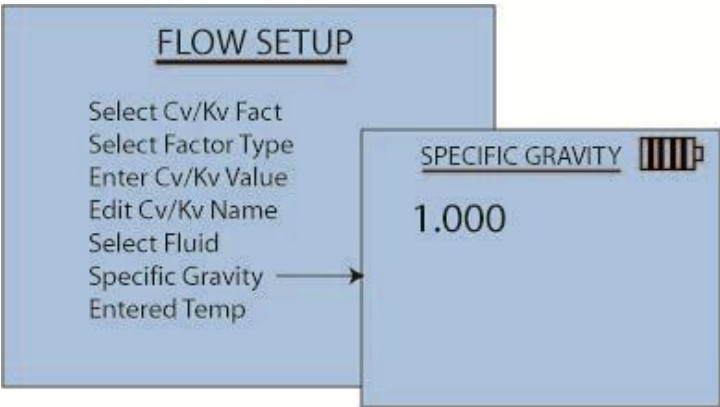 FLOW SETUP
Select Cv/Kv Fact
Select Factor Type
Enter Cv/Kv Value
Edit Cv/Kv Name
Select Fluid
Specific Gravity
Entered Temp
SPECIFIC GRAVITY
1.000